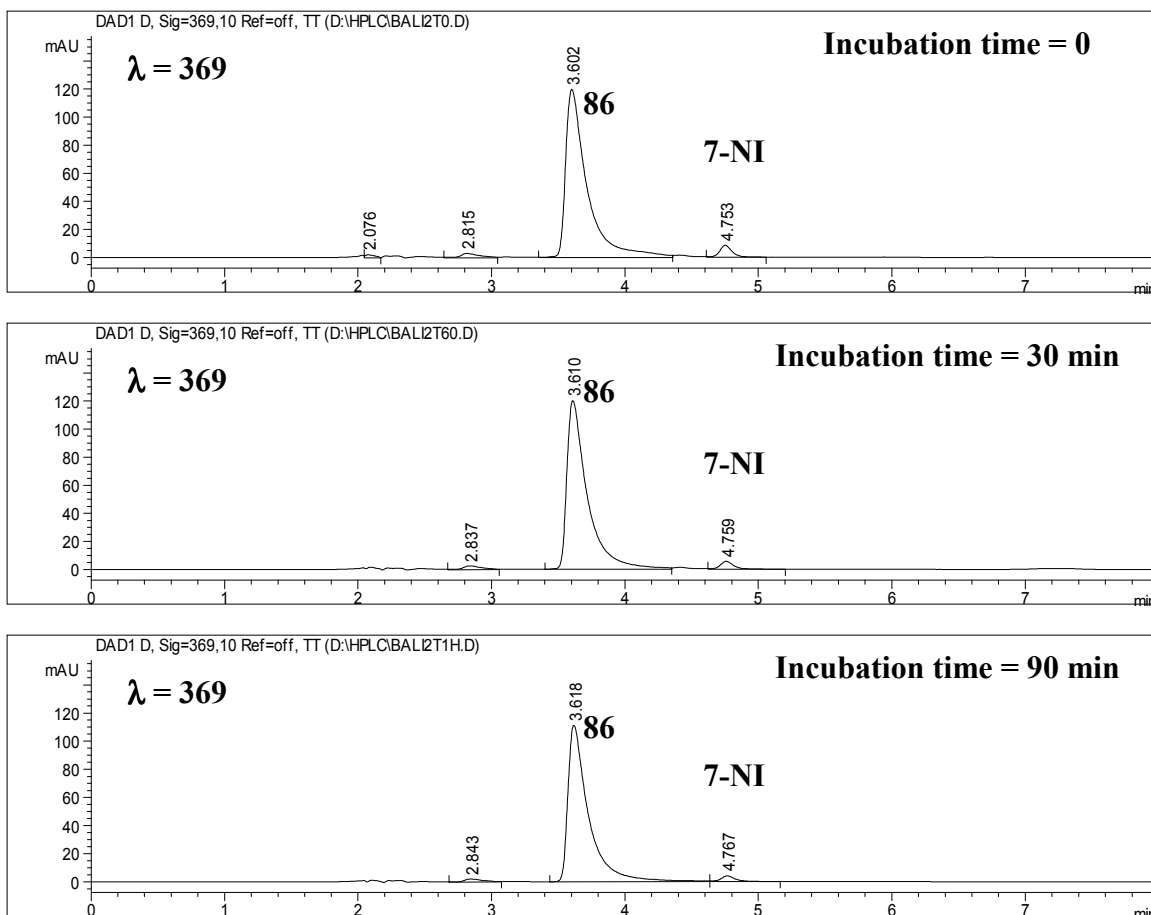 DAD1 D, Sig=369,10 Ref=off, TT (D:\HPLC\BALI2T0.D)
mAU
λ = 369
Incubation time = 0
3.602
86
7-NI
120
100
80
60
40
20
0
2.076
2.815
4.753
0 1 2 3 4 5 6 7 min
DAD1 D, Sig=369,10 Ref=off, TT (D:\HPLC\BALI2T60.D)
mAU
λ = 369
Incubation time = 30 min
3.610
86
7-NI
120
100
80
60
40
20
0
2.837
4.759
0 1 2 3 4 5 6 7 min
DAD1 D, Sig=369,10 Ref=off, TT (D:\HPLC\BALI2T1H.D)
mAU
λ = 369
Incubation time = 90 min
3.618
86
7-NI
120
100
80
60
40
20
0
2.843
4.767
0 1 2 3 4 5 6 7 min